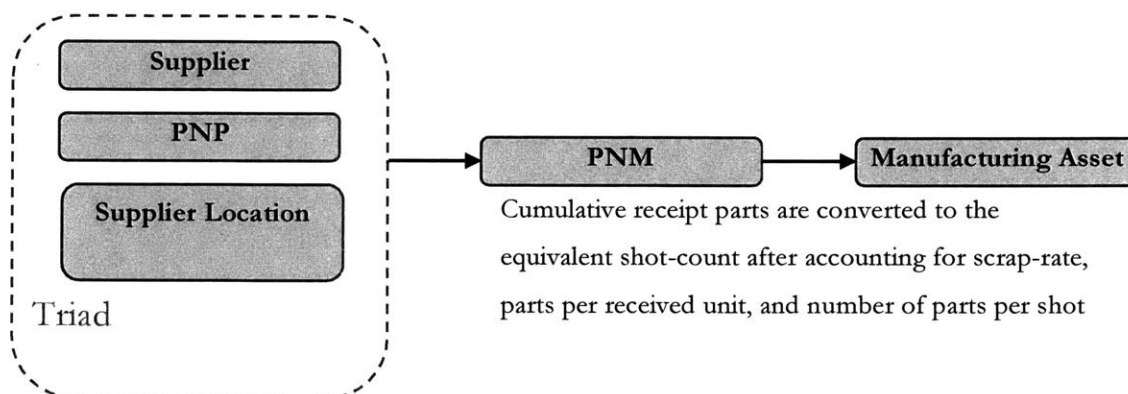 Supplier
PNP
Supplier Location
Triad
PNM
Manufacturing Asset
Cumulative receipt parts are converted to the
equivalent shot-count after accounting for scrap-rate,
parts per received unit, and number of parts per shot